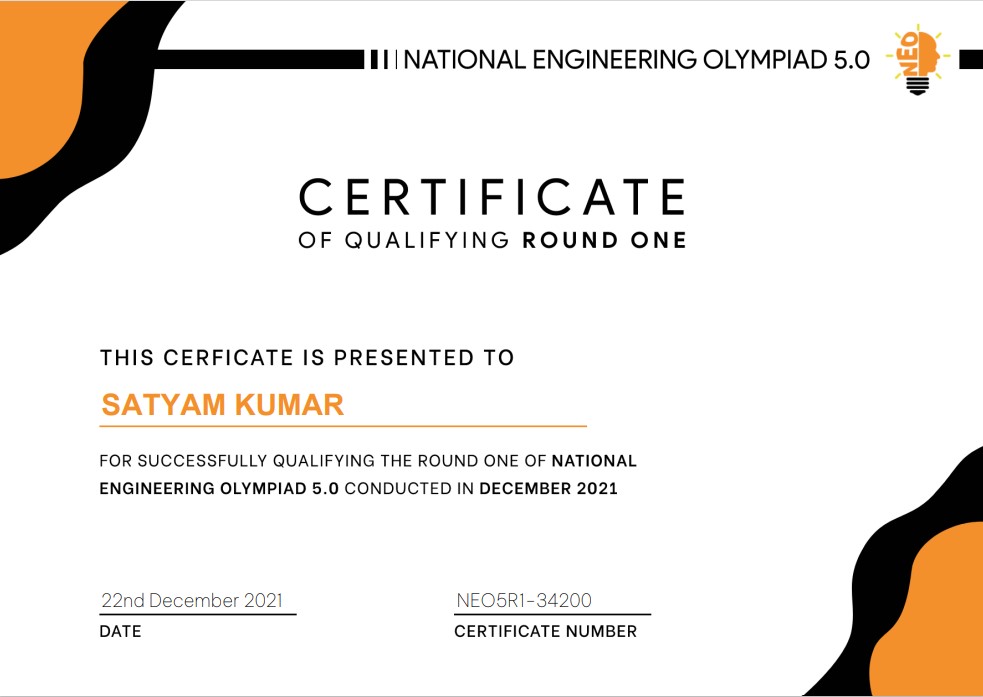 NATIONAL ENGINEERING OLYMPIAD 5.0
NEO
CERTIFICATE
OF QUALIFYING ROUND ONE
THIS CERFICATE IS PRESENTED TO
SATYAM KUMAR
FOR SUCCESSFULLY QUALIFYING THE ROUND ONE OF NATIONAL
ENGINEERING OLYMPIAD 5.0 CONDUCTED IN DECEMBER 2021
22nd December 2021
DATE
NEO5R1-34200
CERTIFICATE NUMBER